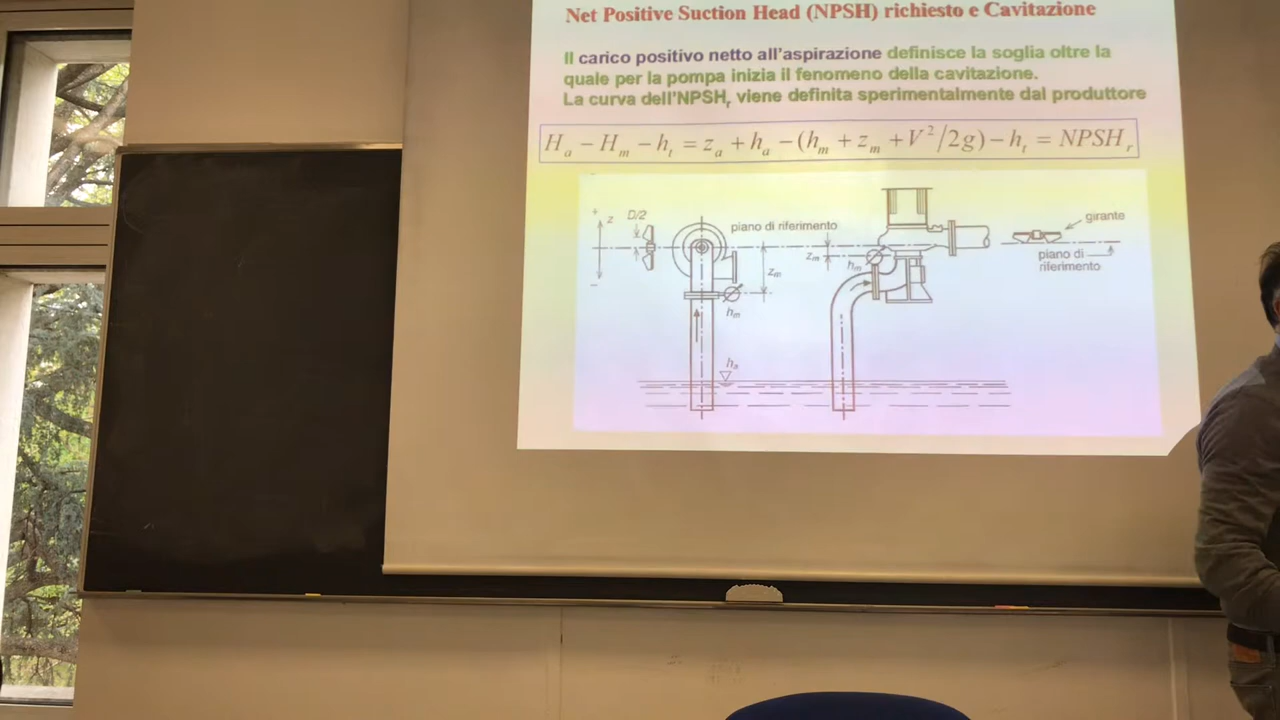 Net Positive Suction Head (NPSH) richiesto e Cavitazione
Il carico positivo netto all'aspirazione definisce la soglia oltre la
quale per la pompa inizia il fenomeno della cavitazione.
La curva dell'NPSHr viene definita sperimentalmente dal produttore
Ha − Hm − ht = za + ha − (hm + zm + V²/2g) − ht = NPSHr
+ z
−
D/2
piano di riferimento
zm
hm
ha
zm
hm
girante
piano di
riferimento